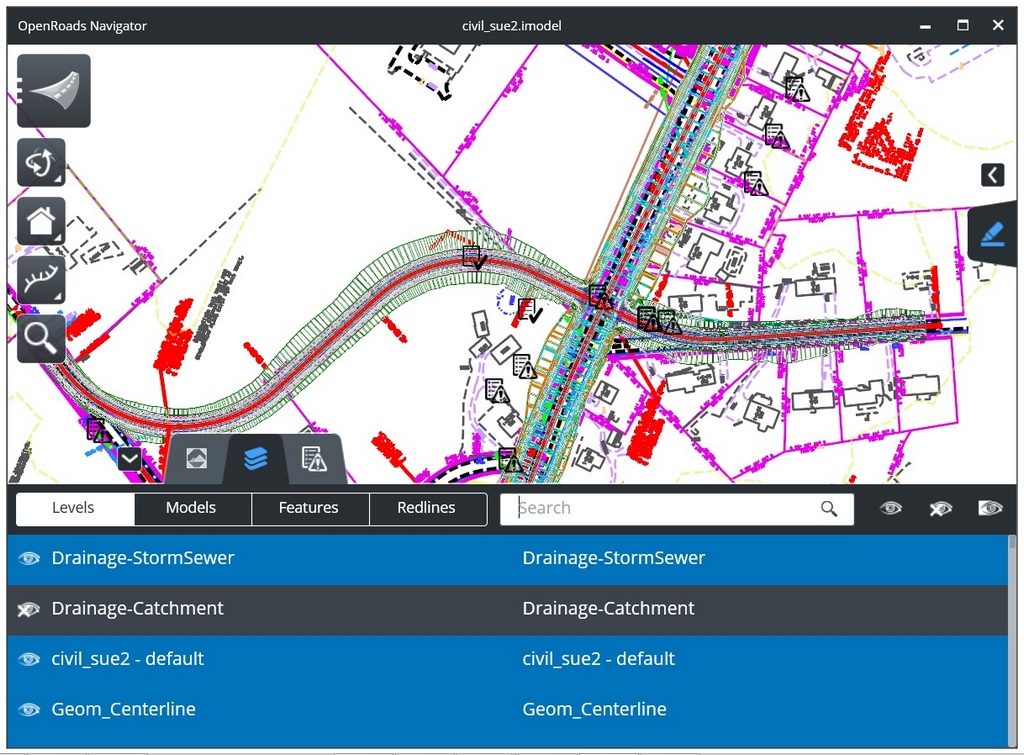 OpenRoads Navigator civil_sue2.imodel
Levels Models Features Redlines Search
Drainage-StormSewer Drainage-StormSewer
Drainage-Catchment Drainage-Catchment
civil_sue2 - default civil_sue2 - default
Geom_Centerline Geom_Centerline